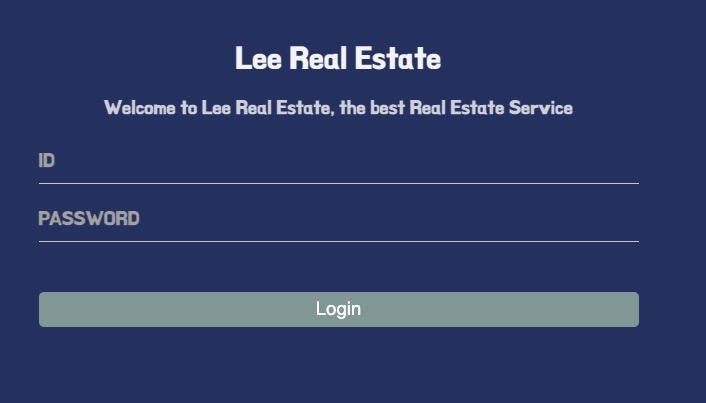 Lee Real Estate
Welcome to Lee Real Estate, the best Real Estate Service
ID
PASSWORD
Login